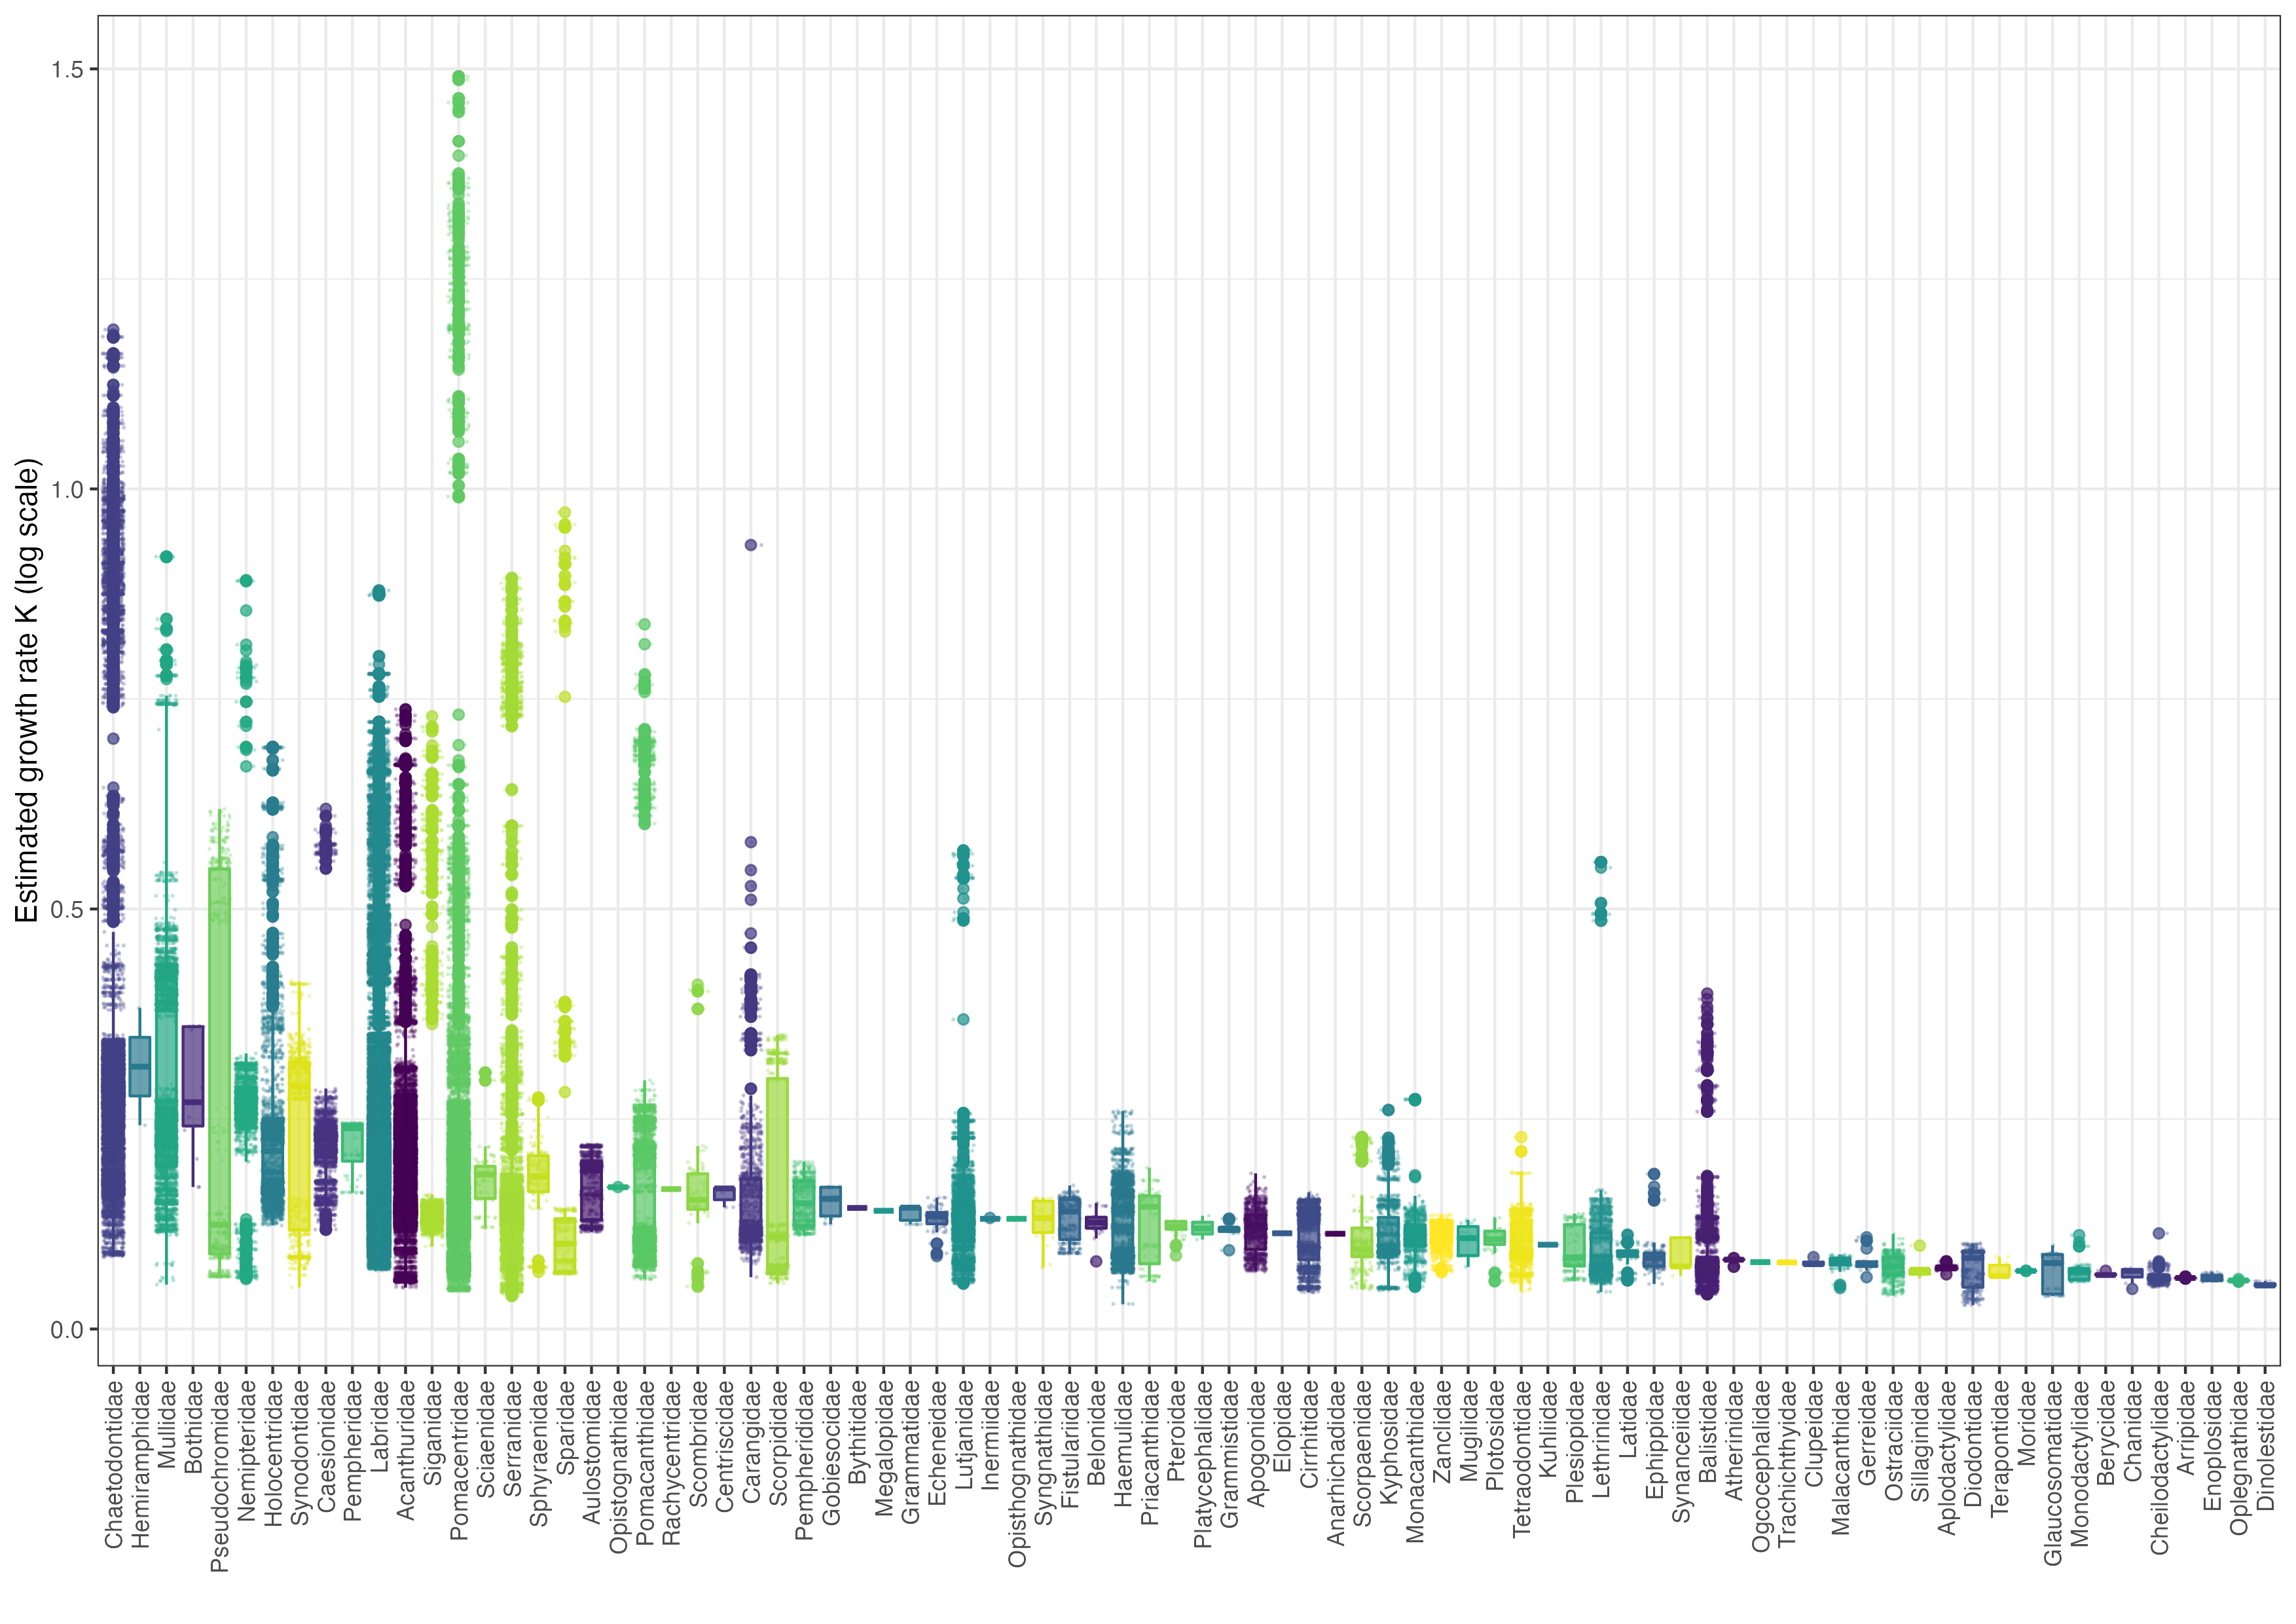 Estimated growth rate K (log scale)
1.5
1.0
0.5
0.0
Chaetodontidae
Hemiramphidae
Mullidae
Bothidae
Pseudochromidae
Nemipteridae
Holocentridae
Synodontidae
Caesionidae
Pempheridae
Labridae
Acanthuridae
Siganidae
Pomacentridae
Sciaenidae
Serranidae
Sphyraenidae
Sparidae
Aulostomidae
Opistognathidae
Pomacanthidae
Rachycentridae
Scombridae
Centriscidae
Carangidae
Scorpididae
Pempherididae
Gobiesocidae
Bythitidae
Megalopidae
Grammatidae
Echeneidae
Lutjanidae
Inermiidae
Opisthognathidae
Syngnathidae
Fistulariidae
Belonidae
Haemulidae
Priacanthidae
Pteroidae
Platycephalidae
Grammistidae
Apogonidae
Elopidae
Cirrhitidae
Anarhichadidae
Scorpaenidae
Kyphosidae
Monacanthidae
Zanclidae
Mugilidae
Plotosidae
Tetraodontidae
Kuhliidae
Plesiopidae
Lethrinidae
Latidae
Ephippidae
Synanceiidae
Balistidae
Atherinidae
Ogcocephalidae
Trachichthyidae
Clupeidae
Malacanthidae
Gerreidae
Ostraciidae
Sillaginidae
Aplodactylidae
Diodontidae
Terapontidae
Moridae
Glaucosomatidae
Monodactylidae
Berycidae
Chanidae
Cheilodactylidae
Arripidae
Enoplosidae
Oplegnathidae
Dinolestidae